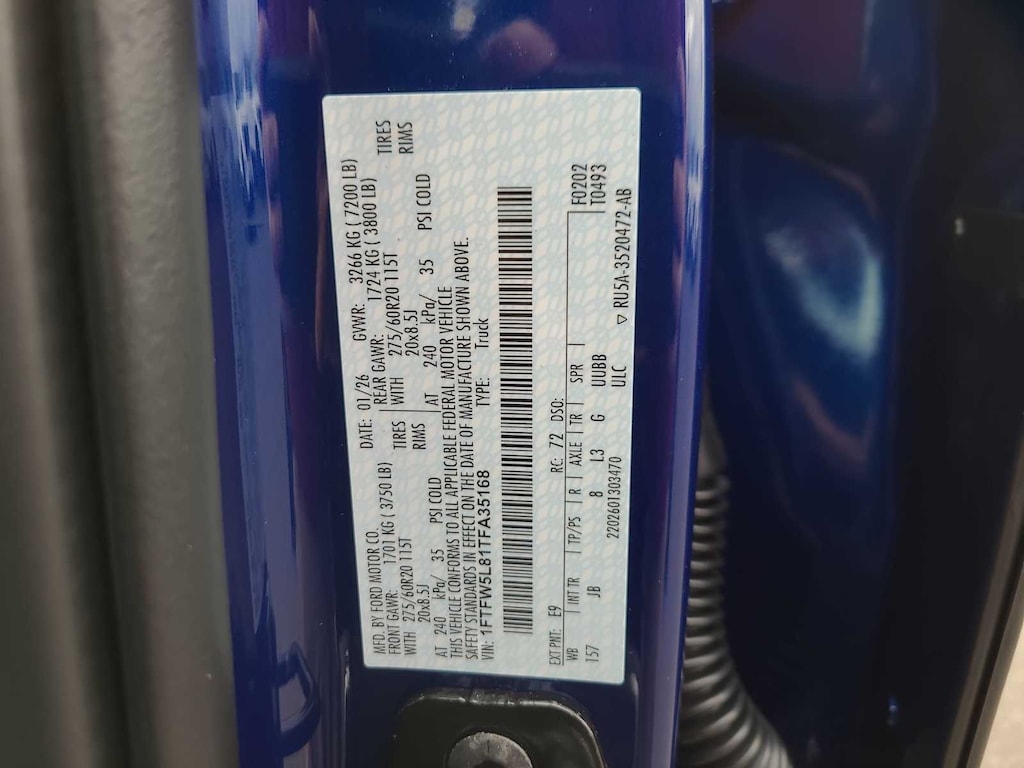 MFD. BY FORD MOTOR CO. DATE: 01/26 GVWR: 3266 KG ( 7200 LB)
FRONT GAWR: 1701 KG ( 3750 LB) REAR GAWR: 1724 KG ( 3800 LB)
WITH 275/60R20 115T TIRES WITH 275/60R20 115T TIRES
20x8.5J RIMS 20x8.5J RIMS
AT 240 kPa/ 35 PSI COLD AT 240 kPa/ 35 PSI COLD
THIS VEHICLE CONFORMS TO ALL APPLICABLE FEDERAL MOTOR VEHICLE
SAFETY STANDARDS IN EFFECT ON THE DATE OF MANUFACTURE SHOWN ABOVE.
VIN: 1FTFW5L81TFA35168 TYPE: Truck
EXT PNT: E9 RC: 72 DSO:
WB INT TR TP/PS R AXLE TR SPR F0202
157 JB 8 L3 G UUBB T0493
2202601303470 ULC
▽ RU5A-3520472-AB